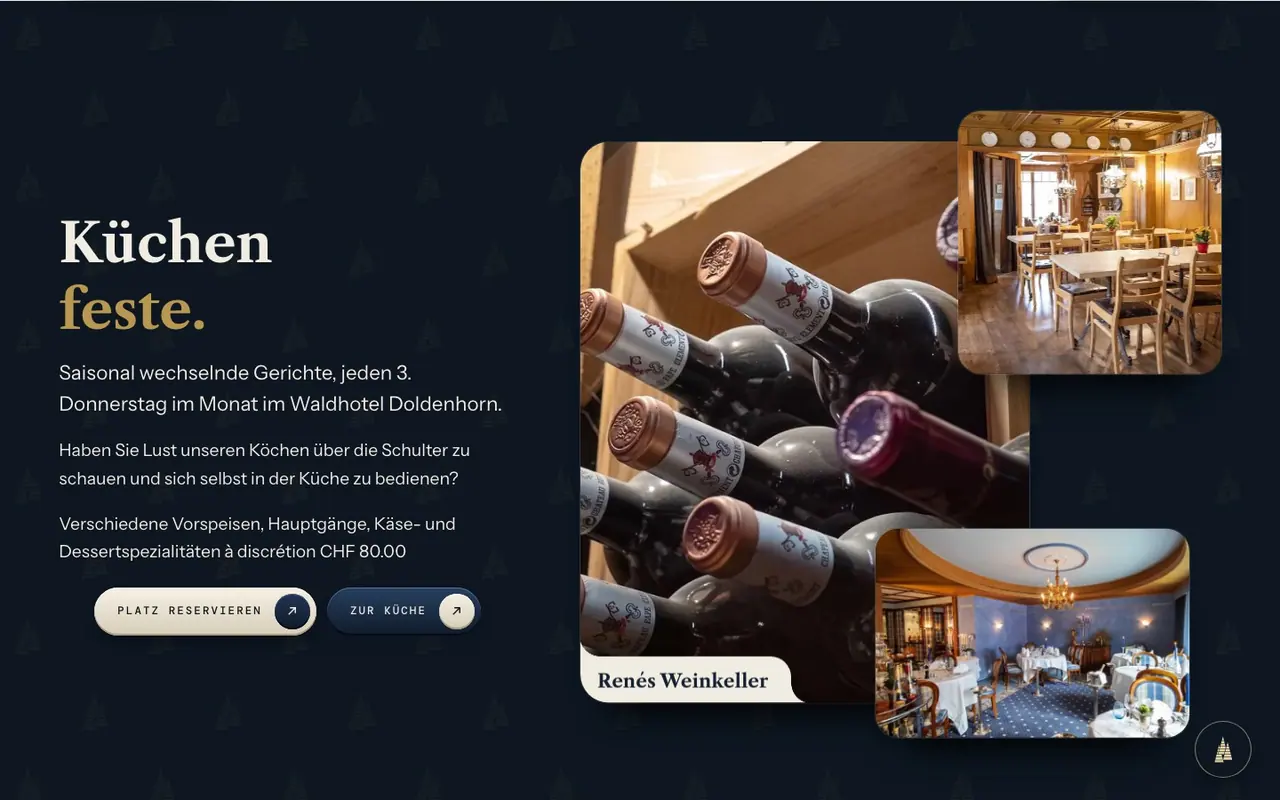 Küchen
feste.
Saisonal wechselnde Gerichte, jeden 3.
Donnerstag im Monat im Waldhotel Doldenhorn.
Haben Sie Lust unseren Köchen über die Schulter zu
schauen und sich selbst in der Küche zu bedienen?
Verschiedene Vorspeisen, Hauptgänge, Käse- und
Dessertspezialitäten à discrétion CHF 80.00
PLATZ RESERVIEREN
ZUR KÜCHE
Renés Weinkeller